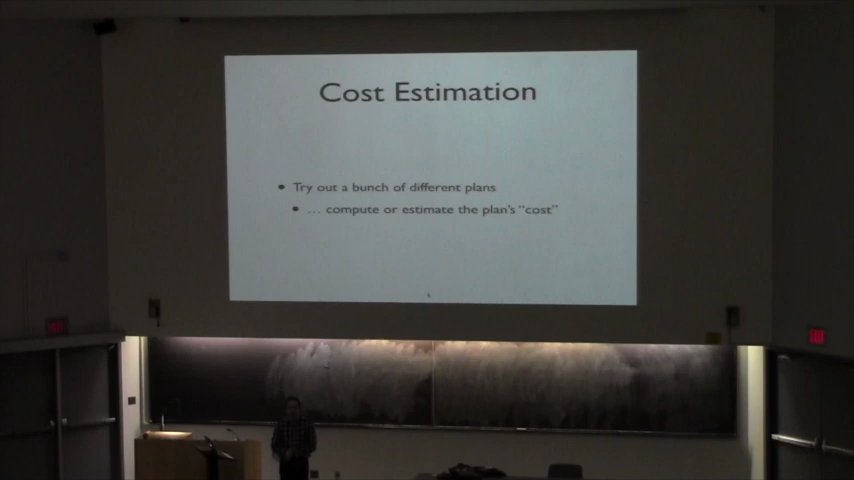 Cost Estimation
• Try out a bunch of different plans
• … compute or estimate the plan's “cost”